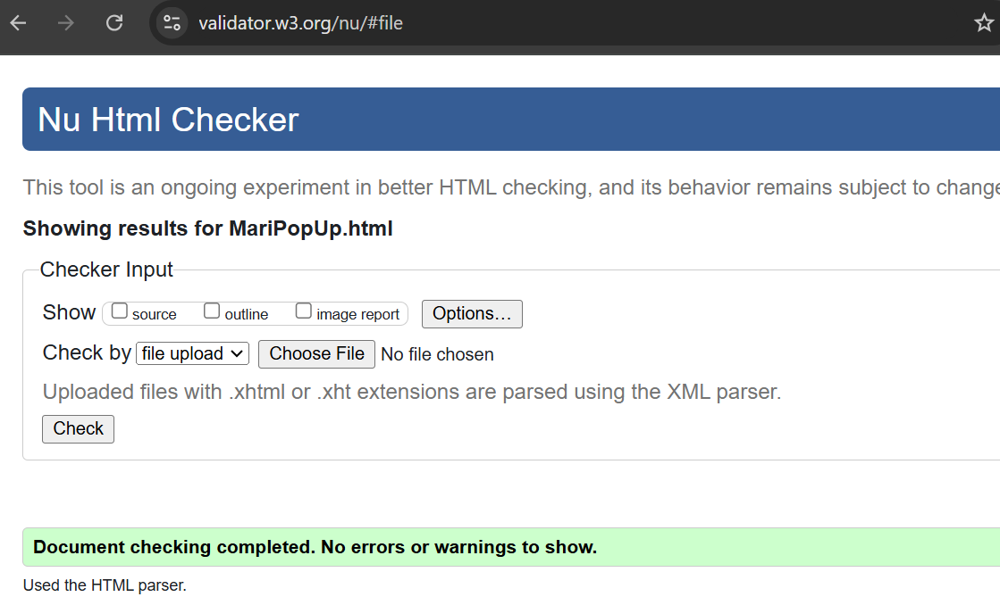 validator.w3.org/nu/#file
Nu Html Checker
This tool is an ongoing experiment in better HTML checking, and its behavior remains subject to change
Showing results for MariPopUp.html
Checker Input
Show source outline image report Options...
Check by file upload Choose File No file chosen
Uploaded files with .xhtml or .xht extensions are parsed using the XML parser.
Check
Document checking completed. No errors or warnings to show.
Used the HTML parser.